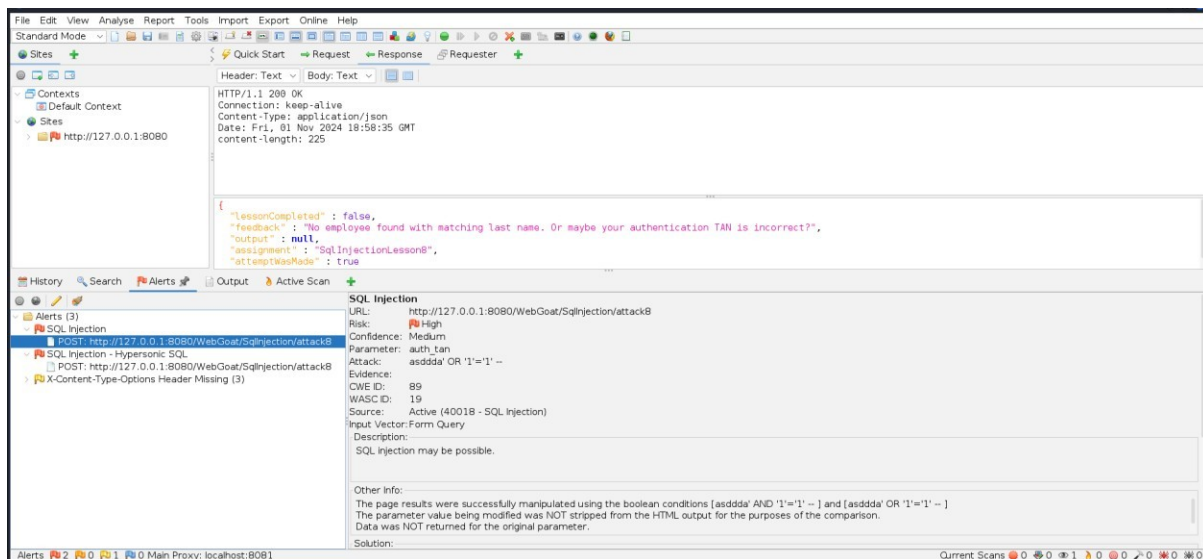 File Edit View Analyse Report Tools Import Export Online Help
Standard Mode
Sites
Quick Start Request Response Requester
Header: Text Body: Text
Contexts
Default Context
Sites
http://127.0.0.1:8080
HTTP/1.1 200 OK
Connection: keep-alive
Content-Type: application/json
Date: Fri, 01 Nov 2024 18:58:35 GMT
content-length: 225
{
"lessonCompleted" : false,
"feedback" : "No employee found with matching last name. Or maybe your authentication TAN is incorrect?",
"output" : null,
"assignment" : "SqlInjectionLesson8",
"attemptWasMade" : true
History Search Alerts Output Active Scan
Alerts (3)
SQL Injection
POST: http://127.0.0.1:8080/WebGoat/SqlInjection/attack8
SQL Injection - Hypersonic SQL
POST: http://127.0.0.1:8080/WebGoat/SqlInjection/attack8
X-Content-Type-Options Header Missing (3)
SQL Injection
URL: http://127.0.0.1:8080/WebGoat/SqlInjection/attack8
Risk: High
Confidence: Medium
Parameter: auth_tan
Attack: asddda' OR '1'='1' --
Evidence:
CWE ID: 89
WASC ID: 19
Source: Active (40018 - SQL Injection)
Input Vector: Form Query
Description:
SQL injection may be possible.
Other Info:
The page results were successfully manipulated using the boolean conditions [asddda' AND '1'='1' -- ] and [asddda' OR '1'='1' -- ]
The parameter value being modified was NOT stripped from the HTML output for the purposes of the comparison.
Data was NOT returned for the original parameter.
Solution:
Alerts 2 0 1 0 Main Proxy: localhost:8081
Current Scans 0 0 1 0 0 0 0 0